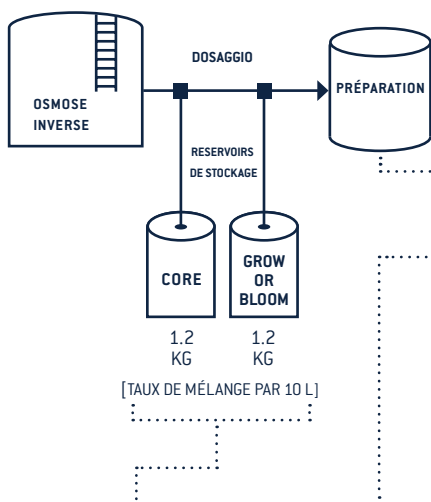 DOSAGGIO
OSMOSE
INVERSE
PRÉPARATION
RESERVOIRS
DE STOCKAGE
CORE
GROW
OR
BLOOM
1.2
KG
1.2
KG
[TAUX DE MÉLANGE PAR 10 L]